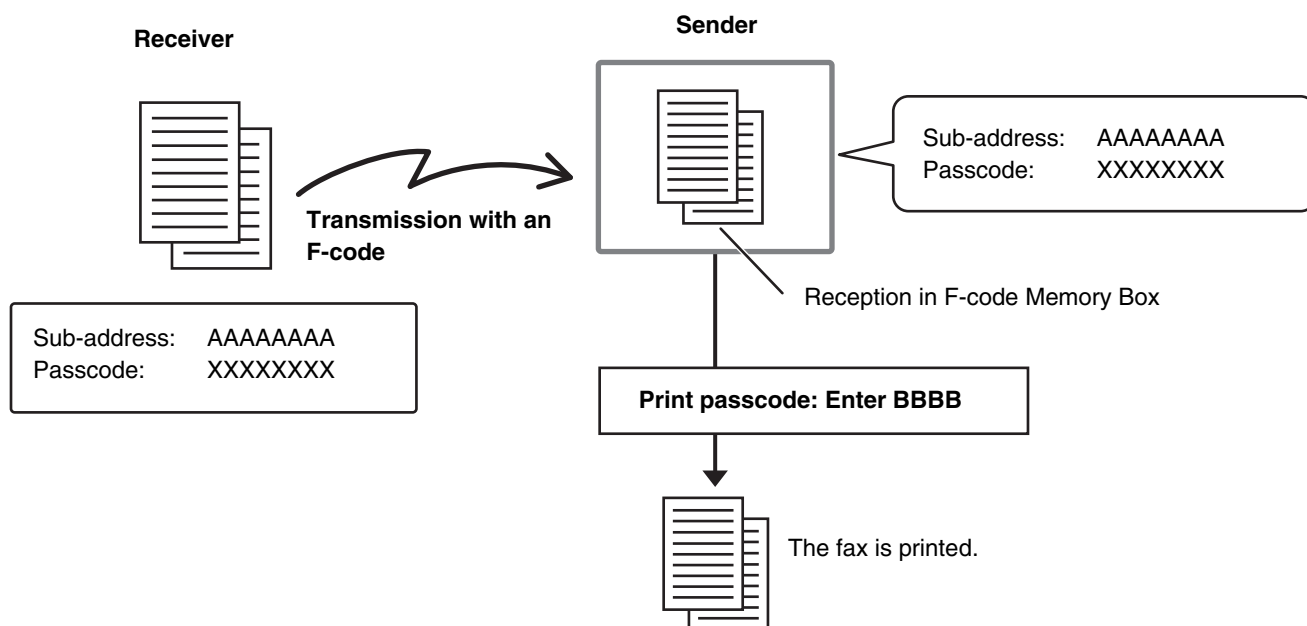 Receiver
Sender
Sub-address: AAAAAAAA
Passcode: XXXXXXXX
Transmission with an
F-code
Reception in F-code Memory Box
Sub-address: AAAAAAAA
Passcode: XXXXXXXX
Print passcode: Enter BBBB
The fax is printed.